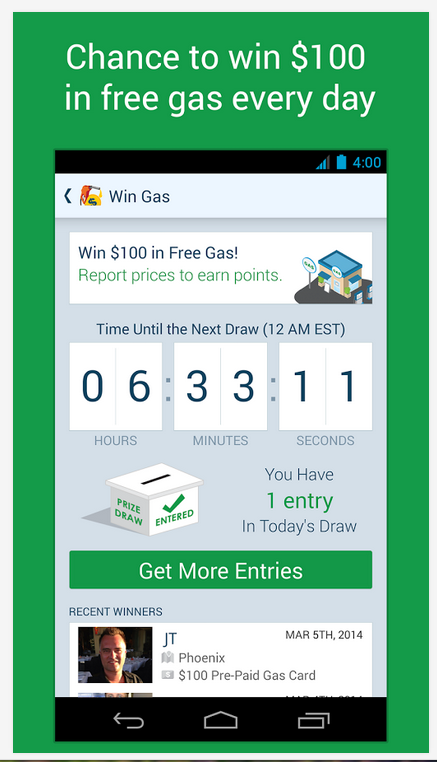 Chance to win $100
in free gas every day
4:00
Win Gas
Win $100 in Free Gas!
Report prices to earn points.
GAS
GAS
Time Until the Next Draw (12 AM EST)
06 : 33 : 11
HOURS MINUTES SECONDS
PRIZE
DRAW
ENTERED
You Have
1 entry
In Today's Draw
Get More Entries
RECENT WINNERS
JT
MAR 5TH, 2014
Phoenix
$100 Pre-Paid Gas Card